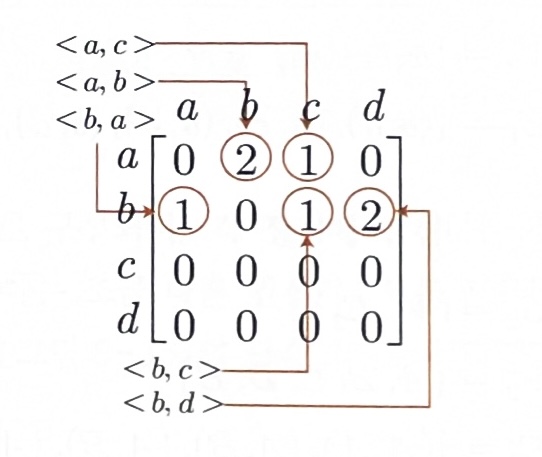 < a, c >
< a, b >
< b, a >
a b c d
a 0 2 1 0
b 1 0 1 2
c 0 0 0 0
d 0 0 0 0
< b, c >
< b, d >